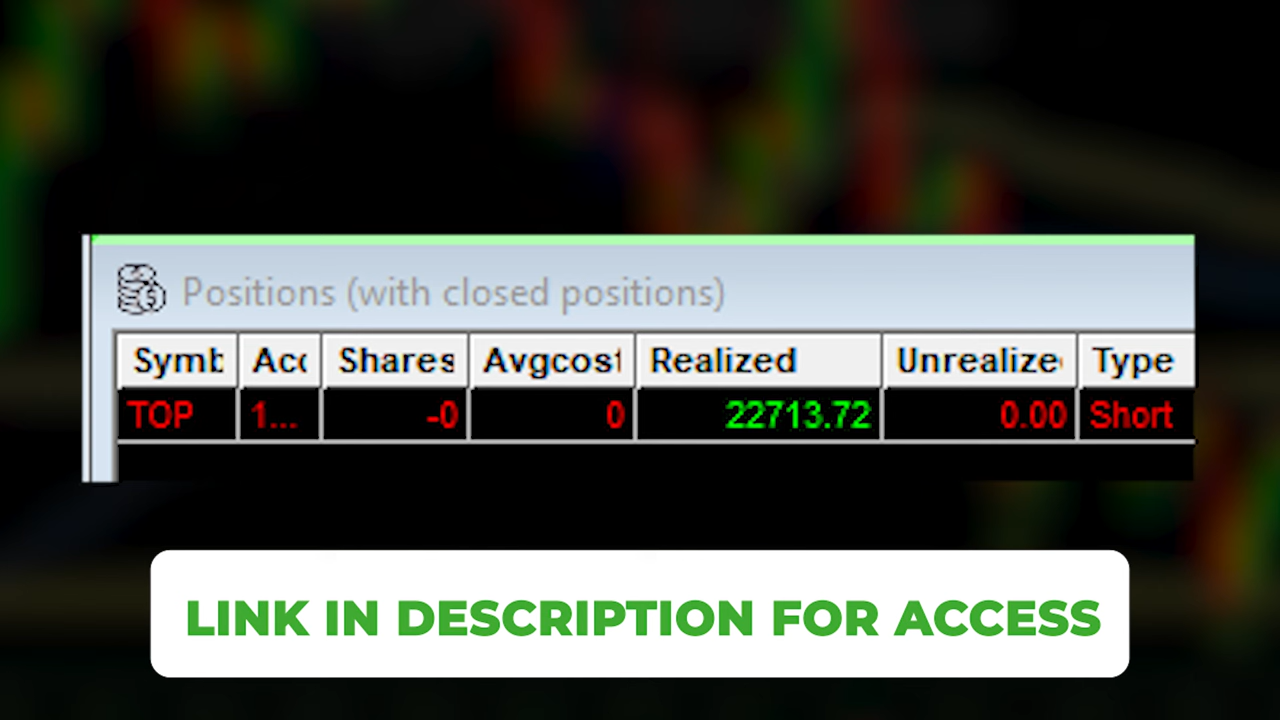 Positions (with closed positions)
Symb Acc Shares Avgcost Realized Unrealize Type
TOP 1... -0 0 22713.72 0.00 Short
LINK IN DESCRIPTION FOR ACCESS